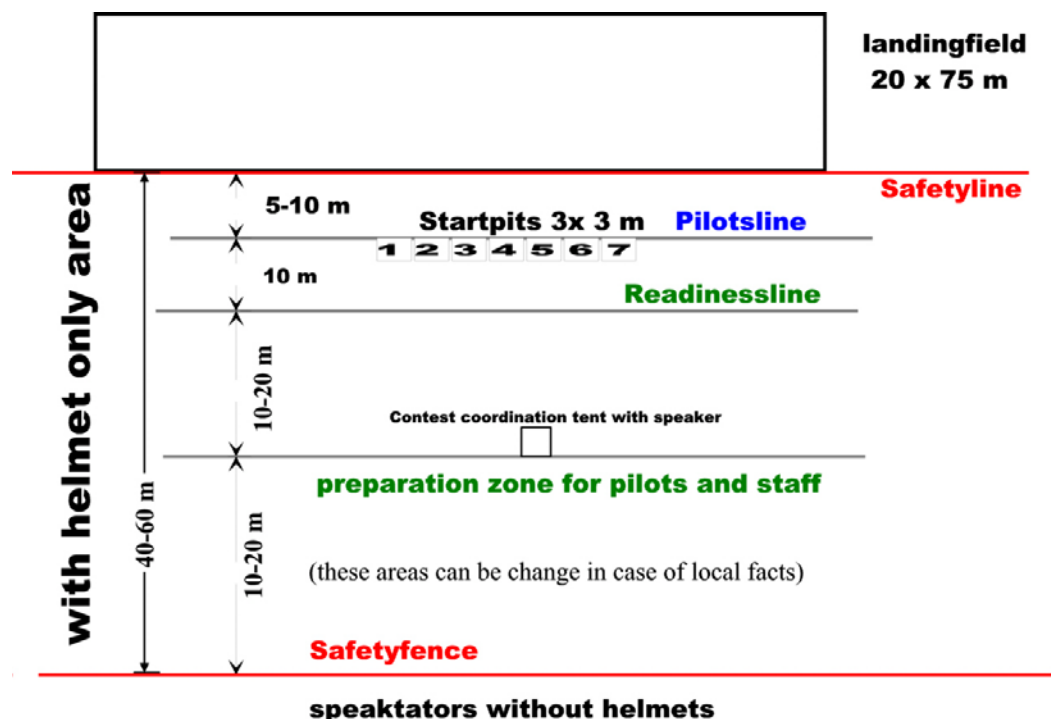 landingfield
20 x 75 m
Safetyline
5-10 m
Startpits 3x 3 m
Pilotsline
1 2 3 4 5 6 7
10 m
Readinessline
with helmet only area
10-20 m
Contest coordination tent with speaker
preparation zone for pilots and staff
40-60 m
10-20 m
(these areas can be change in case of local facts)
Safetyfence
speaktators without helmets